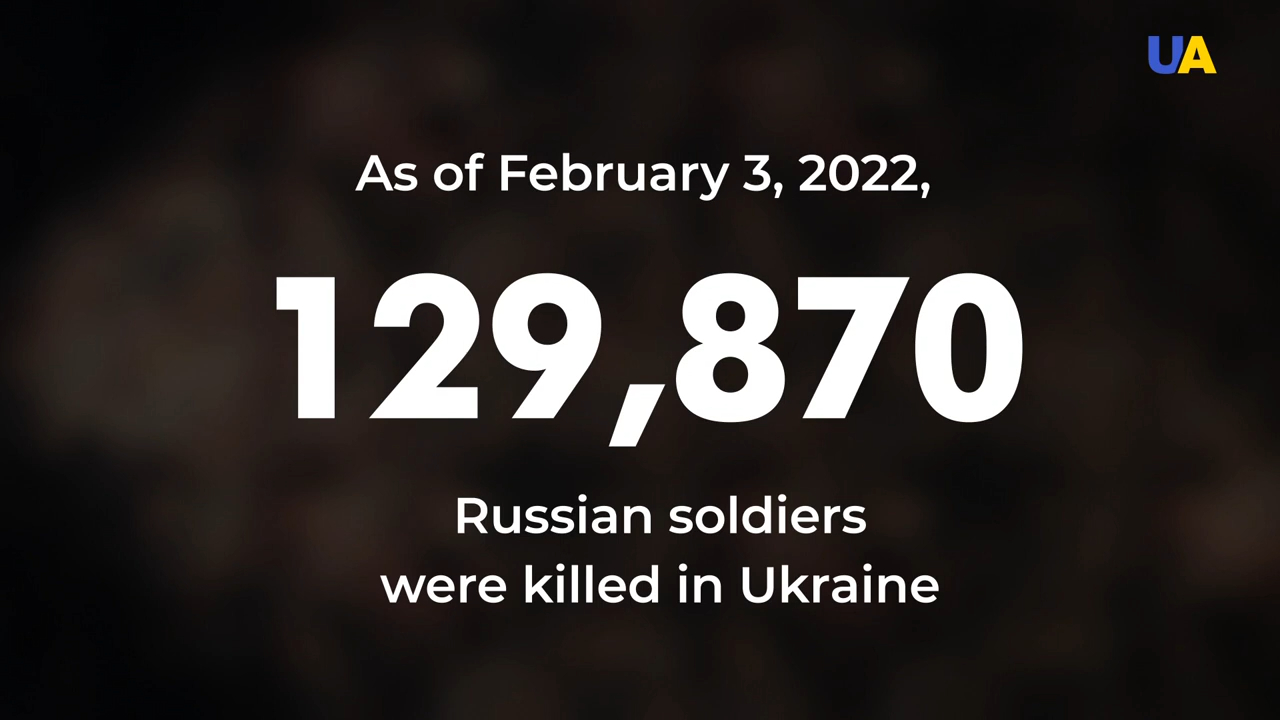 UA
As of February 3, 2022,
129,870
Russian soldiers
were killed in Ukraine